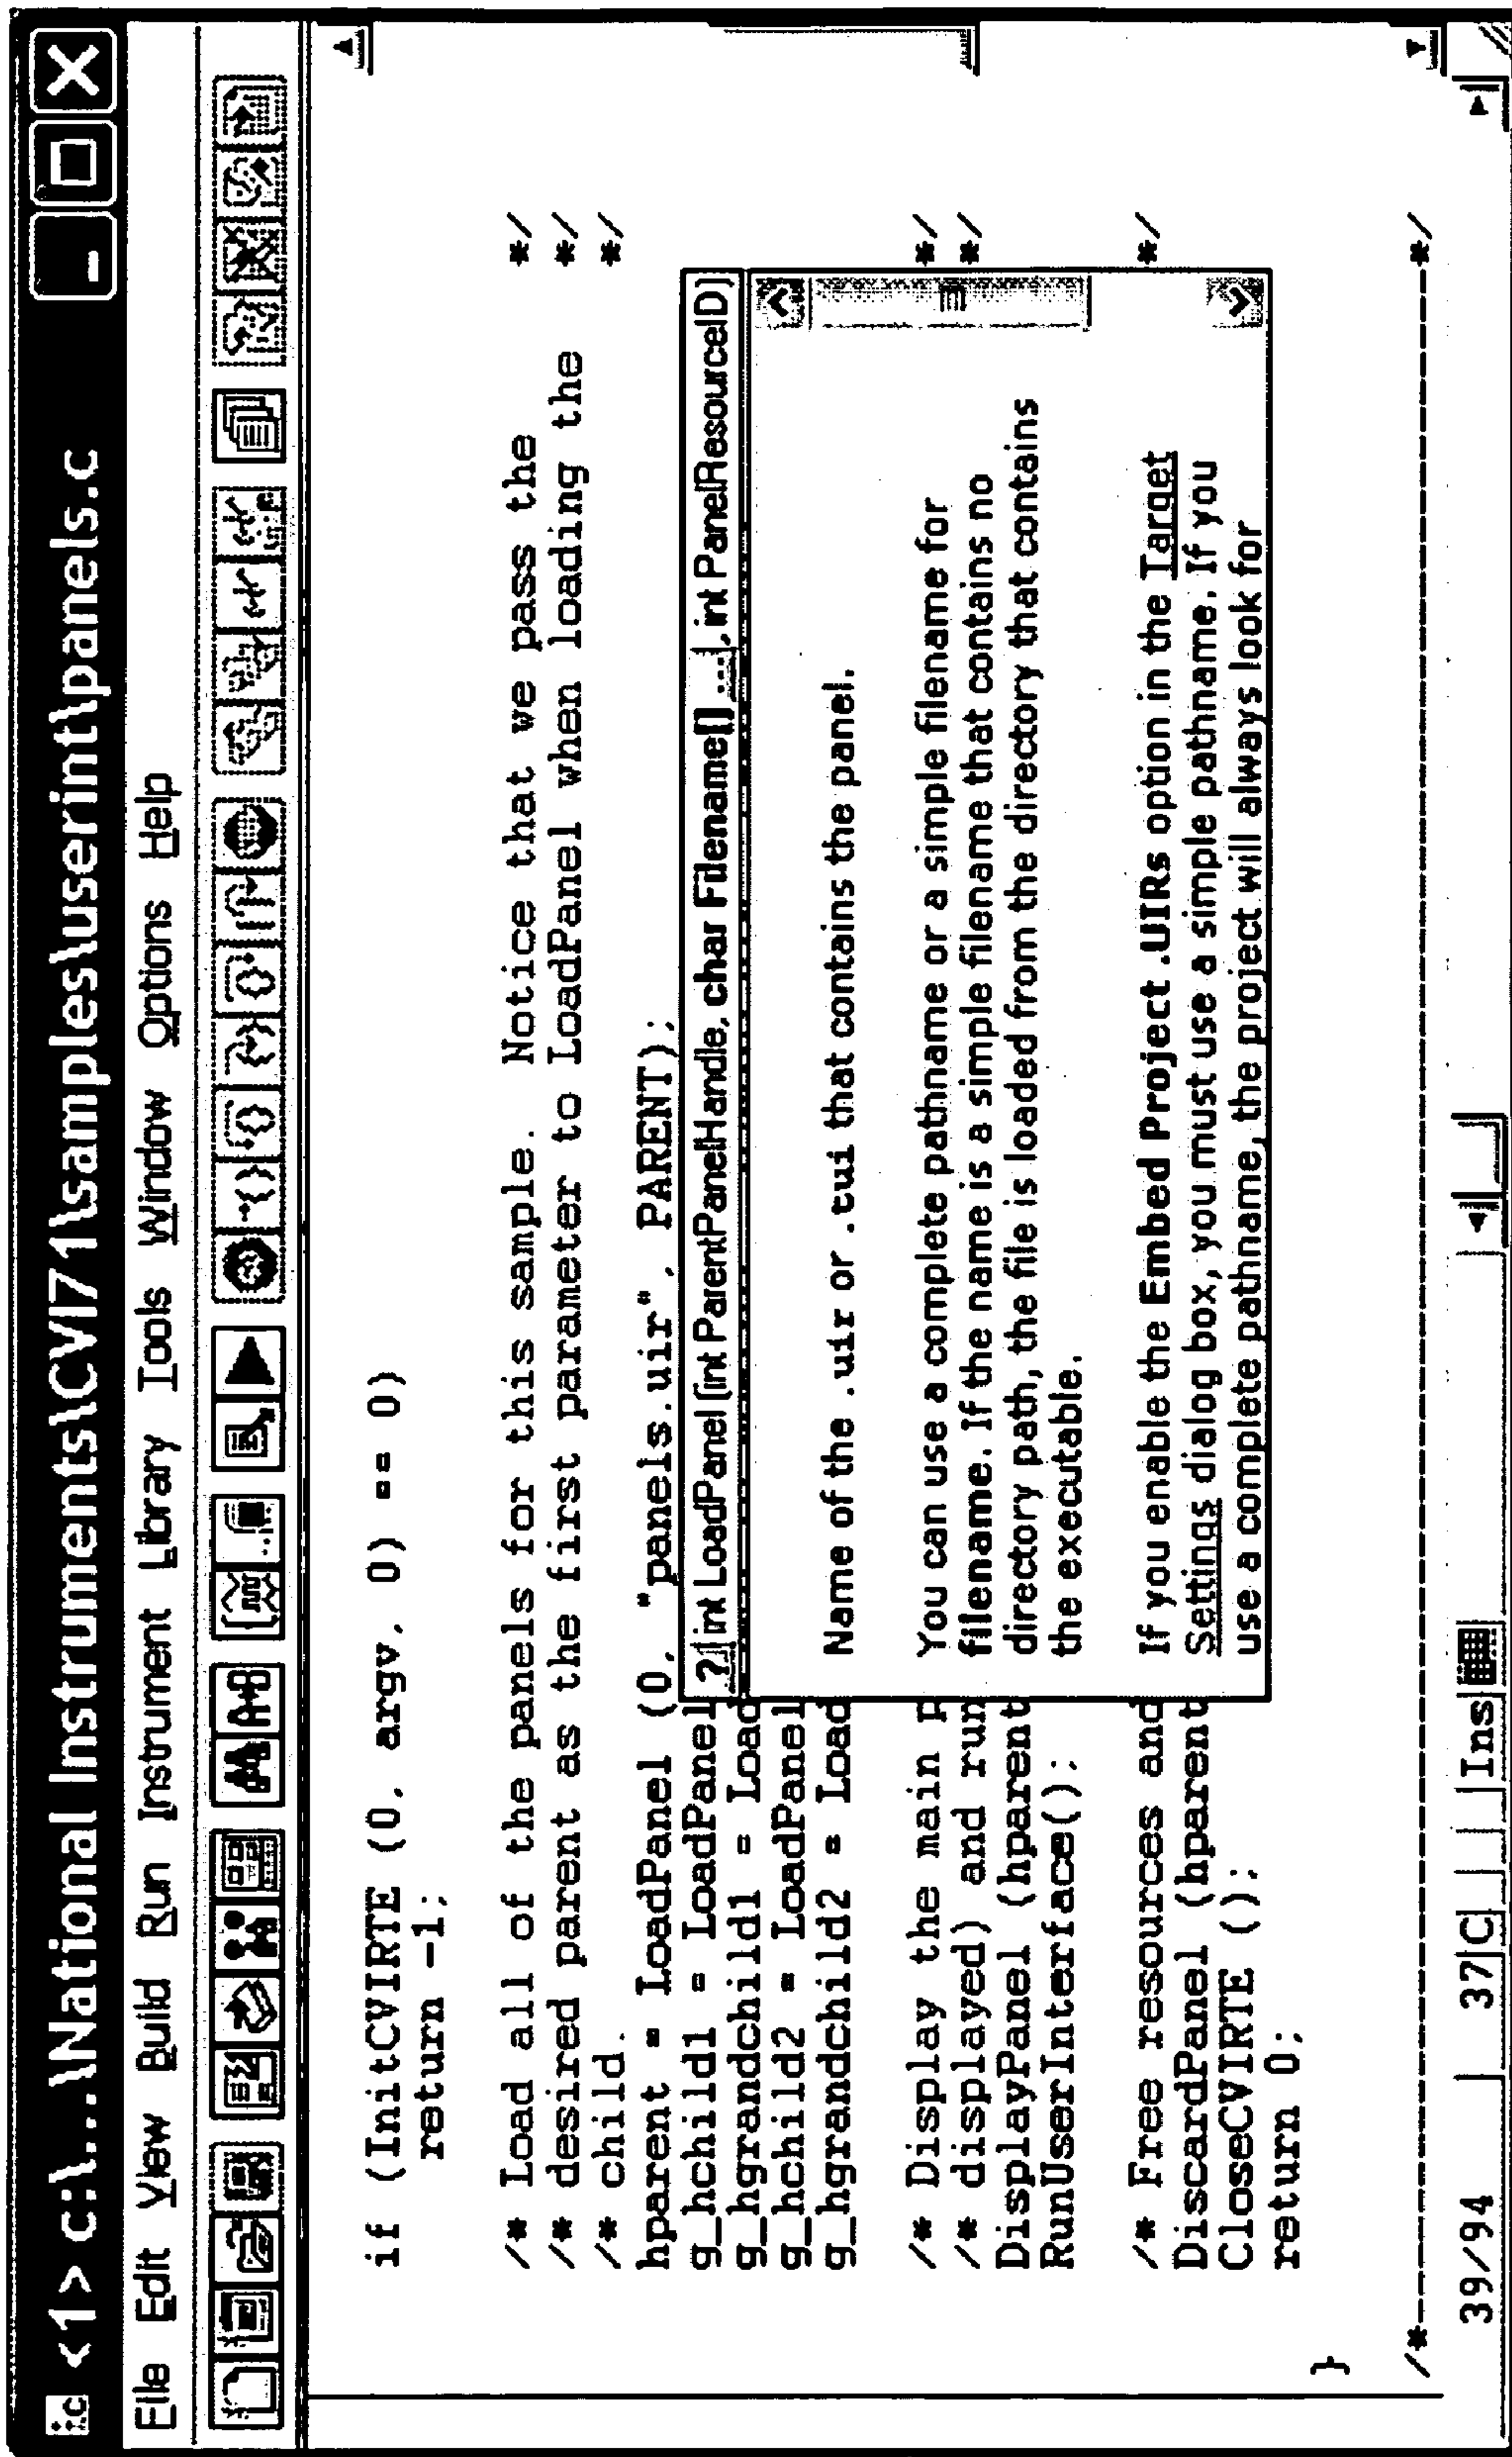 <1> c:\...\National Instruments\CVI71\samples\userint\panels.c
File Edit View Build Run Instrument Library Tools Window Options Help
if (InitCVIRTE (0, argv, 0) == 0)
return -1;
/* Load all of the panels for this sample. Notice that we pass the */
/* desired parent as the first parameter to LoadPanel when loading the */
/* child. */
hparent = LoadPanel (0, "panels.uir", PARENT);
g_hchild1 = LoadPanel
g_hgrandchild1 = Load
g_hchild2 = LoadPanel
g_hgrandchild2 = Load
? int LoadPanel (int ParentPanelHandle, char Filename[] ..., int PanelResourceID)
Name of the .uir or .tui that contains the panel.
You can use a complete pathname or a simple filename for
filename. If the name is a simple filename that contains no
directory path, the file is loaded from the directory that contains
the executable.
If you enable the Embed Project .UIRs option in the Target
Settings dialog box, you must use a simple pathname. If you
use a complete pathname, the project will always look for
/* Display the main p */
/* displayed) and run */
DisplayPanel (hparent
RunUserInterface();
/* Free resources and */
DiscardPanel (hparent
CloseCVIRTE ();
return 0;
}
/*---------------------------------------------------------------------------*/
39/94 37 C Ins